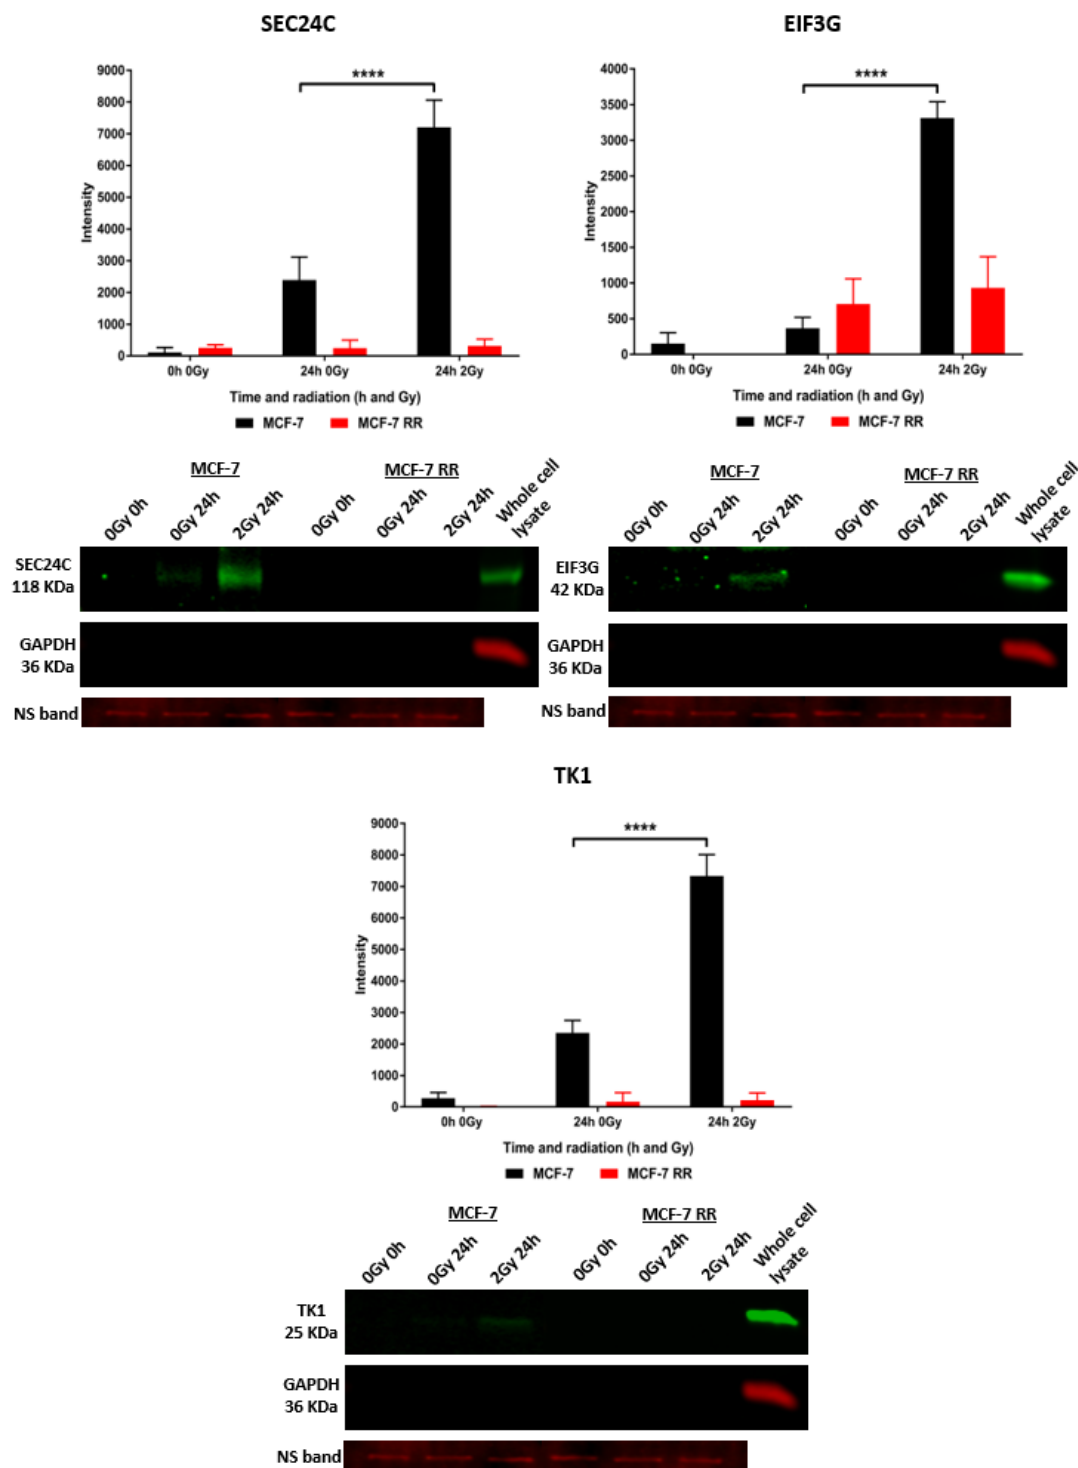 SEC24C
9000
8000
7000
6000
5000
4000
3000
2000
1000
0
Intensity
****
0h 0Gy 24h 0Gy 24h 2Gy
Time and radiation (h and Gy)
MCF-7 MCF-7 RR
MCF-7 MCF-7 RR
0Gy 0h 0Gy 24h 2Gy 24h 0Gy 0h 0Gy 24h 2Gy 24h Whole cell lysate
SEC24C
118 KDa
GAPDH
36 KDa
NS band
EIF3G
4000
3500
3000
2500
2000
1500
1000
500
0
Intensity
****
0h 0Gy 24h 0Gy 24h 2Gy
Time and radiation (h and Gy)
MCF-7 MCF-7 RR
MCF-7 MCF-7 RR
0Gy 0h 0Gy 24h 2Gy 24h 0Gy 0h 0Gy 24h 2Gy 24h Whole cell lysate
EIF3G
42 KDa
GAPDH
36 KDa
NS band
TK1
9000
8000
7000
6000
5000
4000
3000
2000
1000
0
Intensity
****
0h 0Gy 24h 0Gy 24h 2Gy
Time and radiation (h and Gy)
MCF-7 MCF-7 RR
MCF-7 MCF-7 RR
0Gy 0h 0Gy 24h 2Gy 24h 0Gy 0h 0Gy 24h 2Gy 24h Whole cell lysate
TK1
25 KDa
GAPDH
36 KDa
NS band